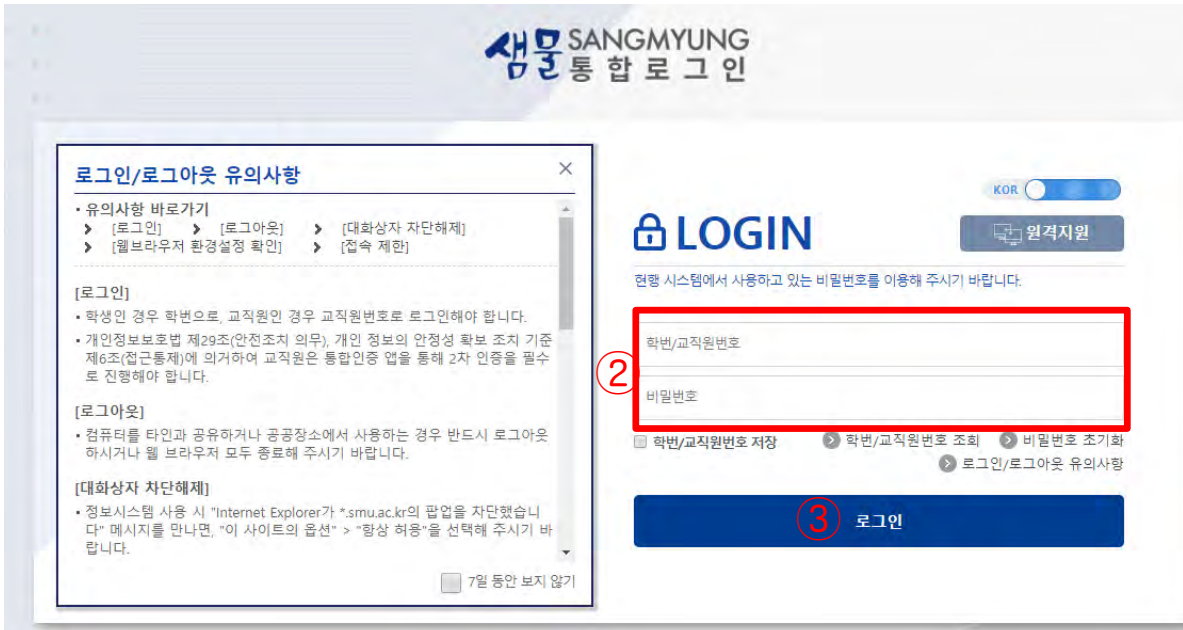 샘물 SANGMYUNG
통합로그인
로그인/로그아웃 유의사항
• 유의사항 바로가기
[로그인] [로그아웃] [대화상자 차단해제]
[웹브라우저 환경설정 확인] [접속 제한]
[로그인]
• 학생인 경우 학번으로, 교직원인 경우 교직원번호로 로그인해야 합니다.
• 개인정보보호법 제29조(안전조치 의무), 개인 정보의 안정성 확보 조치 기준
제6조(접근통제)에 의거하여 교직원은 통합인증 앱을 통해 2차 인증을 필수
로 진행해야 합니다.
[로그아웃]
• 컴퓨터를 타인과 공유하거나 공공장소에서 사용하는 경우 반드시 로그아웃
하시거나 웹 브라우저 모두 종료해 주시기 바랍니다.
[대화상자 차단해제]
• 정보시스템 사용 시 "Internet Explorer가 *.smu.ac.kr의 팝업을 차단했습니
다" 메시지를 만나면, "이 사이트의 옵션" > "항상 허용"을 선택해 주시기 바
랍니다.
7일 동안 보지 않기
KOR
LOGIN
원격지원
현행 시스템에서 사용하고 있는 비밀번호를 이용해 주시기 바랍니다.
②
학번/교직원번호
비밀번호
학번/교직원번호 저장 학번/교직원번호 조회 비밀번호 초기화
로그인/로그아웃 유의사항
③ 로그인